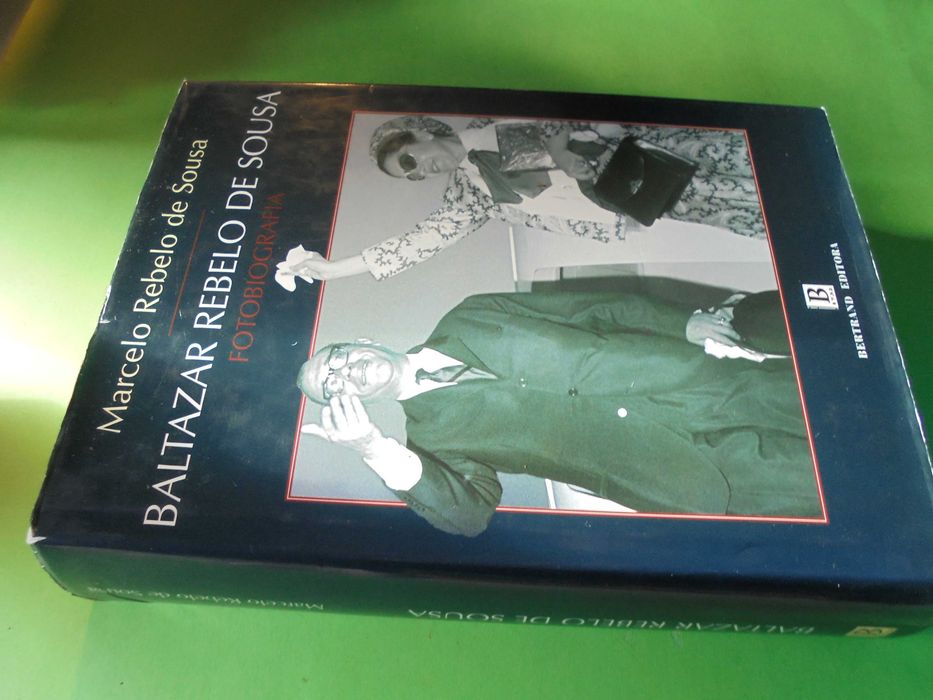 Marcelo Rebelo de Sousa
BALTAZAR REBELO DE SOUSA
FOTOBIOGRAFIA
B
BERTRAND EDITORA
Marcelo Rebelo de Sousa
BALTAZAR REBELO DE SOUSA
B